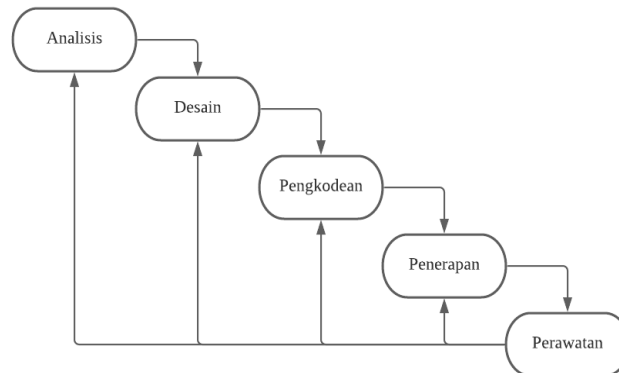 Analisis
Desain
Pengkodean
Penerapan
Perawatan